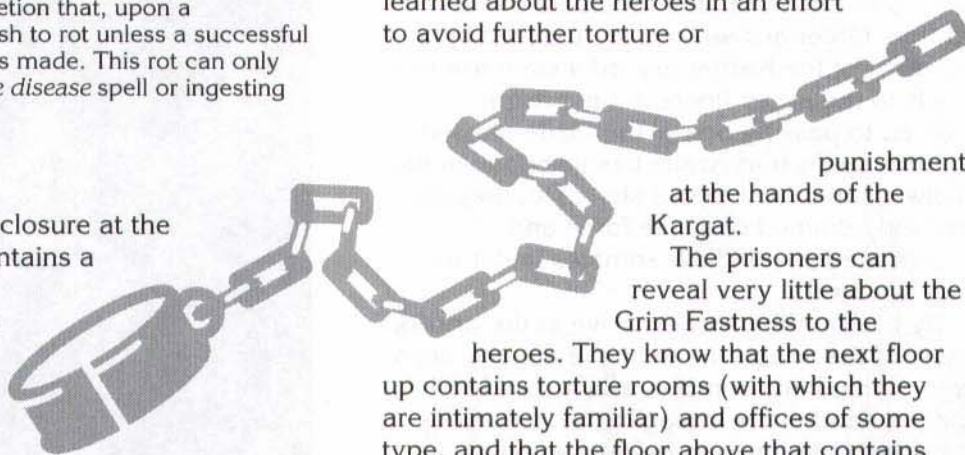 etion that, upon a
sh to rot unless a successful
s made. This rot can only
e disease spell or ingesting
closure at the
ntains a
learned about the heroes in an effort
to avoid further torture or
punishment
at the hands of the
Kargat.
The prisoners can
reveal very little about the
Grim Fastness to the
heroes. They know that the next floor
up contains torture rooms (with which they
are intimately familiar) and offices of some
type, and that the floor above that contains